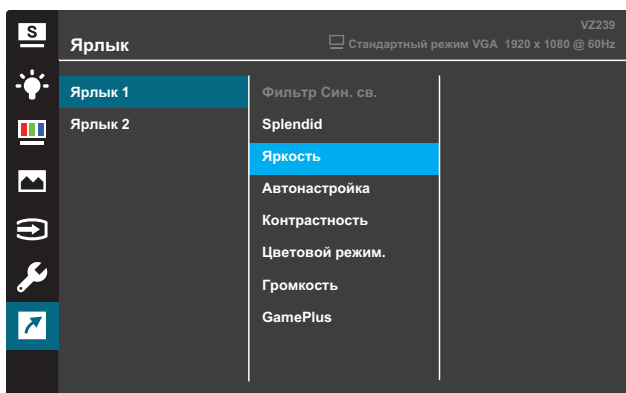 VZ239
S
Ярлык
Стандартный режим VGA 1920 x 1080 @ 60Hz
Ярлык 1
Фильтр Син. св.
Ярлык 2
Splendid
Яркость
Автонастройка
Контрастность
Цветовой режим.
Громкость
GamePlus